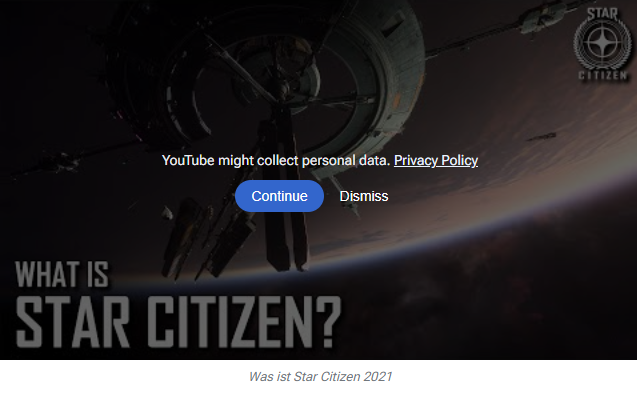 STAR
CITIZEN
YouTube might collect personal data. Privacy Policy
Continue
Dismiss
WHAT IS
STAR CITIZEN?
Was ist Star Citizen 2021